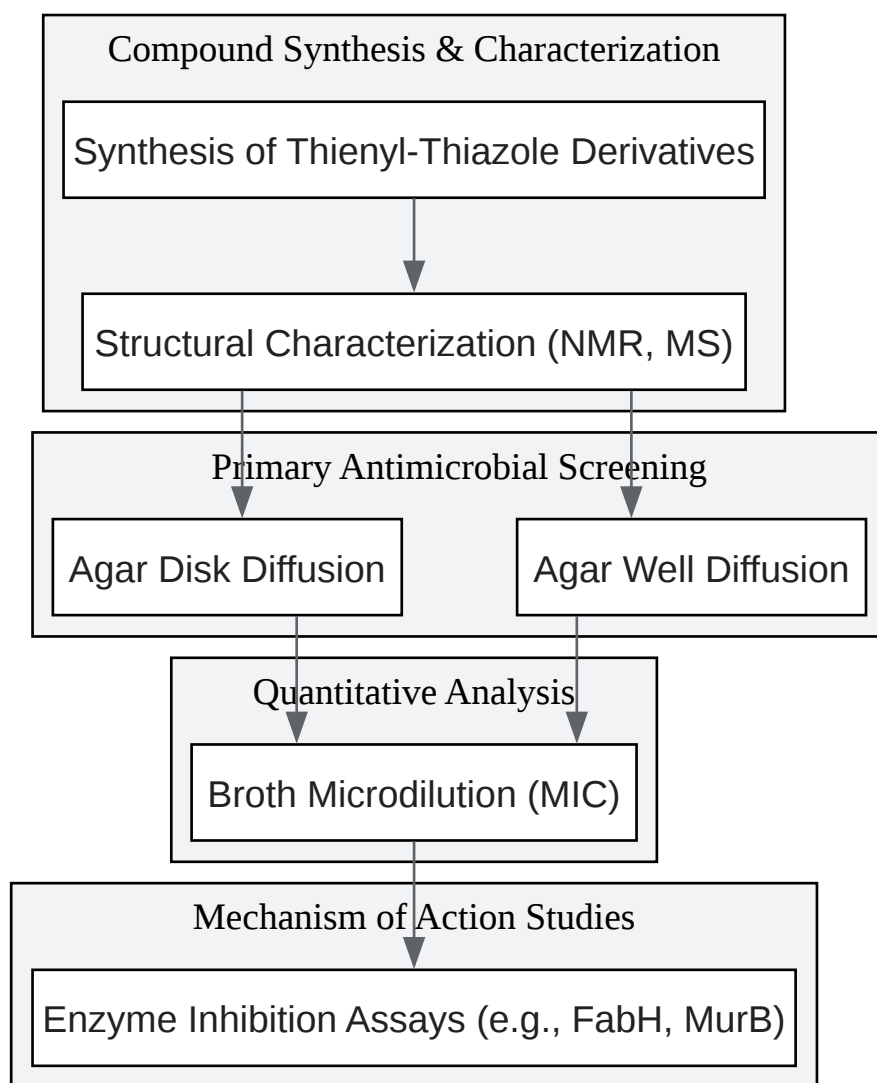 Compound Synthesis & Characterization
Synthesis of Thienyl-Thiazole Derivatives
Structural Characterization (NMR, MS)
Primary Antimicrobial Screening
Agar Disk Diffusion
Agar Well Diffusion
Quantitative Analysis
Broth Microdilution (MIC)
Mechanism of Action Studies
Enzyme Inhibition Assays (e.g., FabH, MurB)